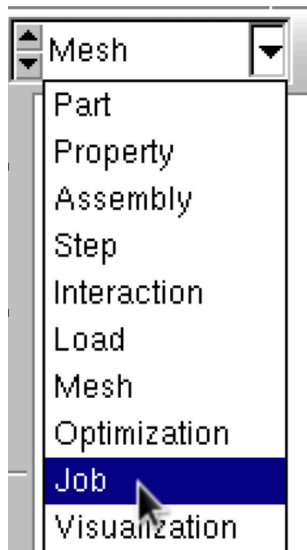 Mesh
Part
Property
Assembly
Step
Interaction
Load
Mesh
Optimization
Job
Visualization